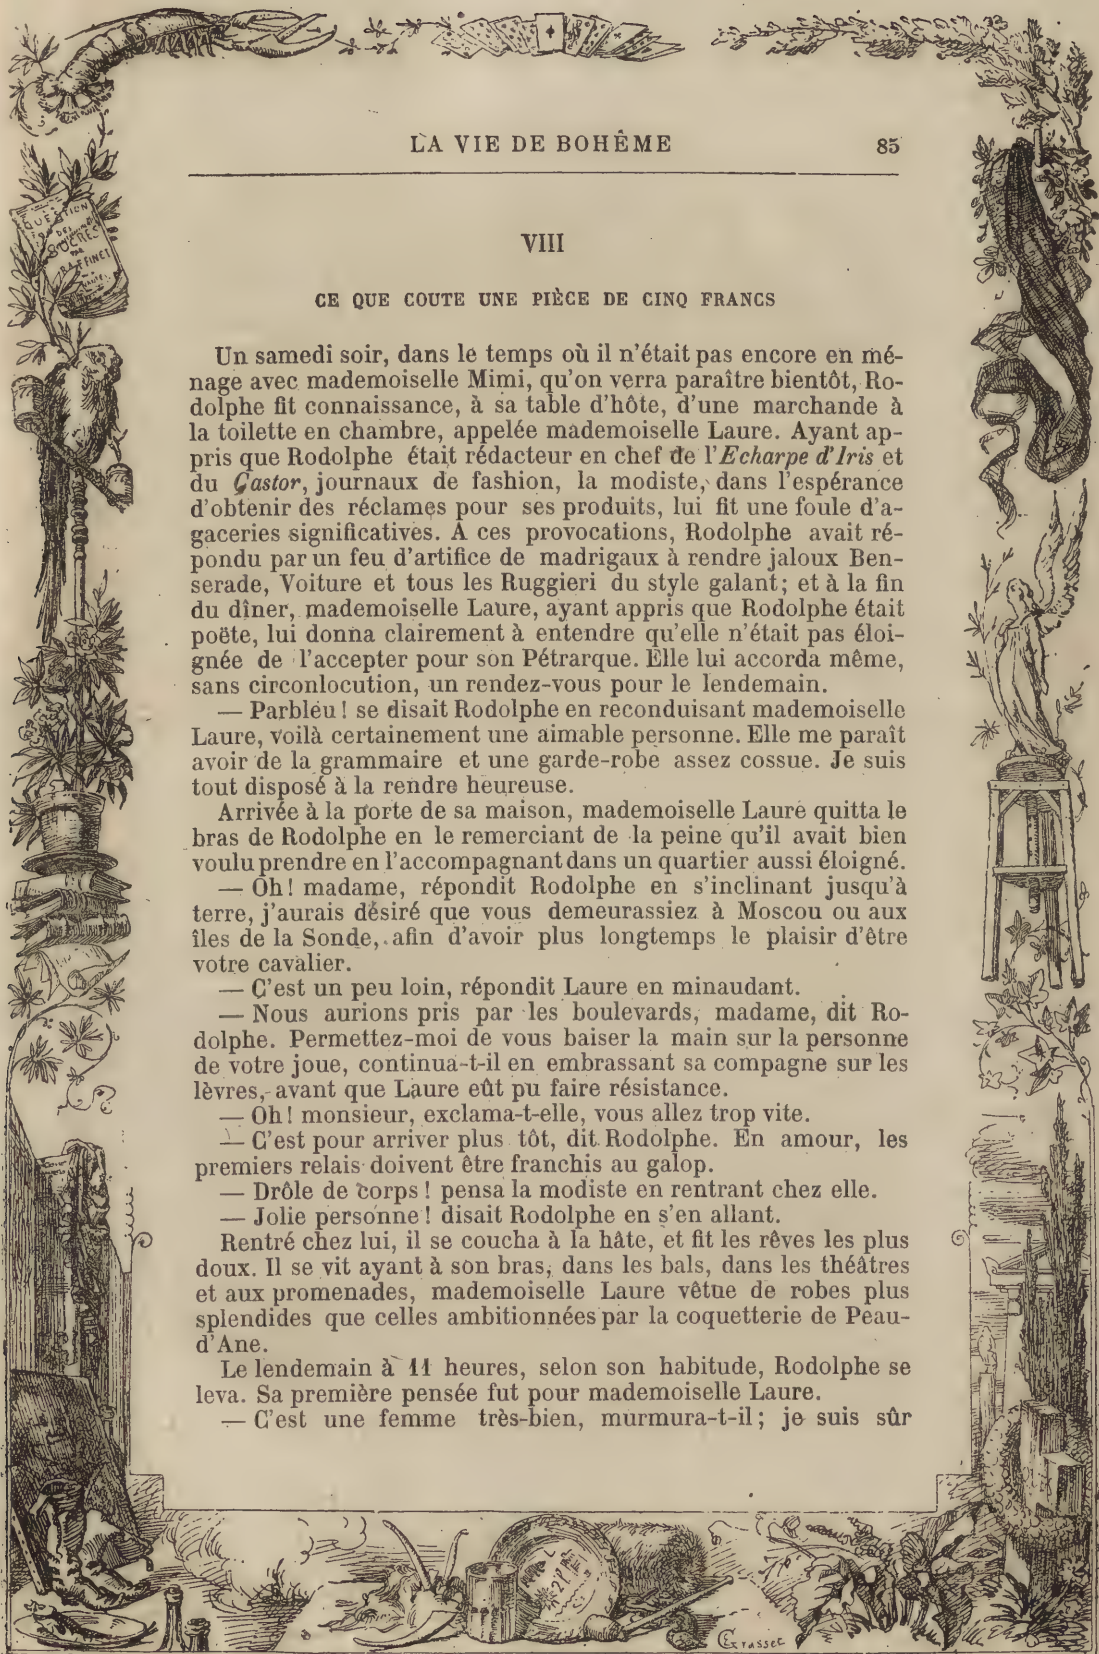 LA VIE DE BOHÊME 85
VIII
CE QUE COUTE UNE PIÈCE DE CINQ FRANCS
Un samedi soir, dans le temps où il n'était pas encore en mé-
nage avec mademoiselle Mimi, qu'on verra paraître bientôt, Ro-
dolphe fit connaissance, à sa table d'hôte, d'une marchande à
la toilette en chambre, appelée mademoiselle Laure. Ayant ap-
pris que Rodolphe était rédacteur en chef de l'Echarpe d'Iris et
du Castor, journaux de fashion, la modiste, dans l'espérance
d'obtenir des réclames pour ses produits, lui fit une foule d'a-
gaceries significatives. A ces provocations, Rodolphe avait ré-
pondu par un feu d'artifice de madrigaux à rendre jaloux Ben-
serade, Voiture et tous les Ruggieri du style galant; et à la fin
du dîner, mademoiselle Laure, ayant appris que Rodolphe était
poëte, lui donna clairement à entendre qu'elle n'était pas éloi-
gnée de l'accepter pour son Pétrarque. Elle lui accorda même,
sans circonlocution, un rendez-vous pour le lendemain.
— Parbleu! se disait Rodolphe en reconduisant mademoiselle
Laure, voilà certainement une aimable personne. Elle me paraît
avoir de la grammaire et une garde-robe assez cossue. Je suis
tout disposé à la rendre heureuse.
Arrivée à la porte de sa maison, mademoiselle Laure quitta le
bras de Rodolphe en le remerciant de la peine qu'il avait bien
voulu prendre en l'accompagnant dans un quartier aussi éloigné.
— Oh! madame, répondit Rodolphe en s'inclinant jusqu'à
terre, j'aurais désiré que vous demeurassiez à Moscou ou aux
îles de la Sonde, afin d'avoir plus longtemps le plaisir d'être
votre cavalier.
— C'est un peu loin, répondit Laure en minaudant.
— Nous aurions pris par les boulevards, madame, dit Ro-
dolphe. Permettez-moi de vous baiser la main sur la personne
de votre joue, continua-t-il en embrassant sa compagne sur les
lèvres, avant que Laure eût pu faire résistance.
— Oh! monsieur, exclama-t-elle, vous allez trop vite.
— C'est pour arriver plus tôt, dit Rodolphe. En amour, les
premiers relais doivent être franchis au galop.
— Drôle de corps! pensa la modiste en rentrant chez elle.
— Jolie personne! disait Rodolphe en s'en allant.
Rentré chez lui, il se coucha à la hâte, et fit les rêves les plus
doux. Il se vit ayant à son bras, dans les bals, dans les théâtres
et aux promenades, mademoiselle Laure vêtue de robes plus
splendides que celles ambitionnées par la coquetterie de Peau-
d'Ane.
Le lendemain à 11 heures, selon son habitude, Rodolphe se
leva. Sa première pensée fut pour mademoiselle Laure.
— C'est une femme très-bien, murmura-t-il; je suis sûr
QUESTION
DES
SUCRES
PAR
RAFFINET
EGrasset